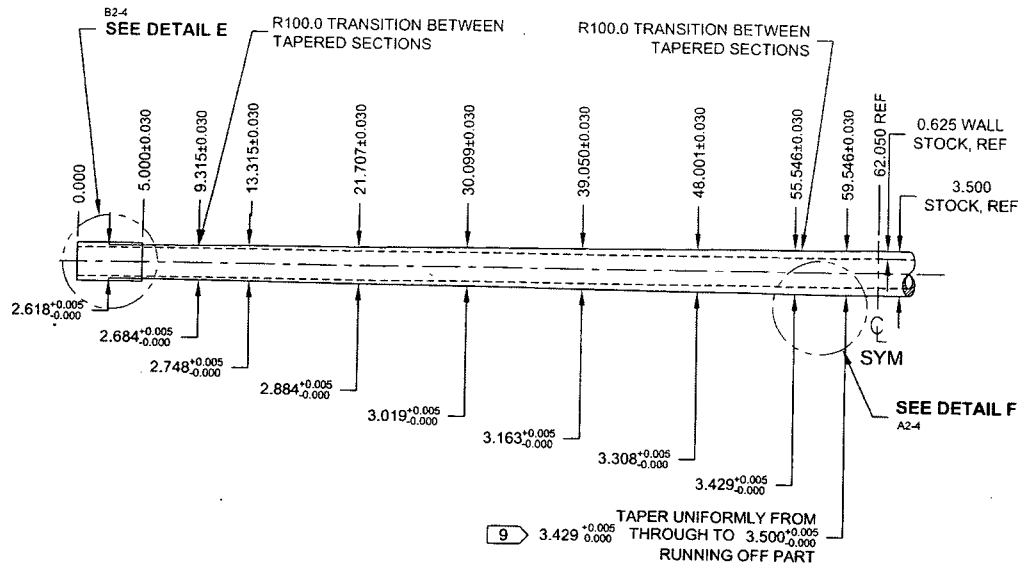 B2-4
SEE DETAIL E
R100.0 TRANSITION BETWEEN
TAPERED SECTIONS
R100.0 TRANSITION BETWEEN
TAPERED SECTIONS
0.000
5.000±0.030
9.315±0.030
13.315±0.030
21.707±0.030
30.099±0.030
39.050±0.030
48.001±0.030
55.546±0.030
59.546±0.030
62.050 REF
0.625 WALL
STOCK, REF
3.500
STOCK, REF
2.618 +0.005 -0.000
2.684 +0.005 -0.000
2.748 +0.005 -0.000
2.884 +0.005 -0.000
3.019 +0.005 -0.000
3.163 +0.005 -0.000
3.308 +0.005 -0.000
3.429 +0.005 -0.000
℄
SYM
SEE DETAIL F
A2-4
TAPER UNIFORMLY FROM
9 3.429 +0.005 0.000 THROUGH TO 3.500 +0.005 -0.000
RUNNING OFF PART